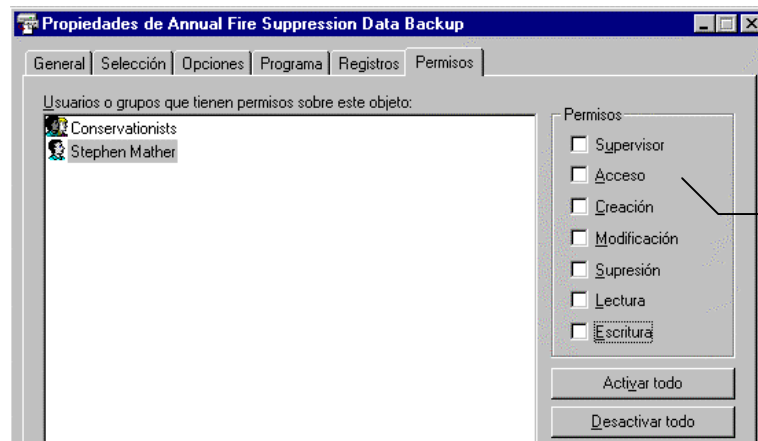 Propiedades de Annual Fire Suppression Data Backup
General Selección Opciones Programa Registros Permisos
Usuarios o grupos que tienen permisos sobre este objeto:
Conservationists
Stephen Mather
Permisos
Supervisor
Acceso
Creación
Modificación
Supresión
Lectura
Escritura
Activar todo
Desactivar todo